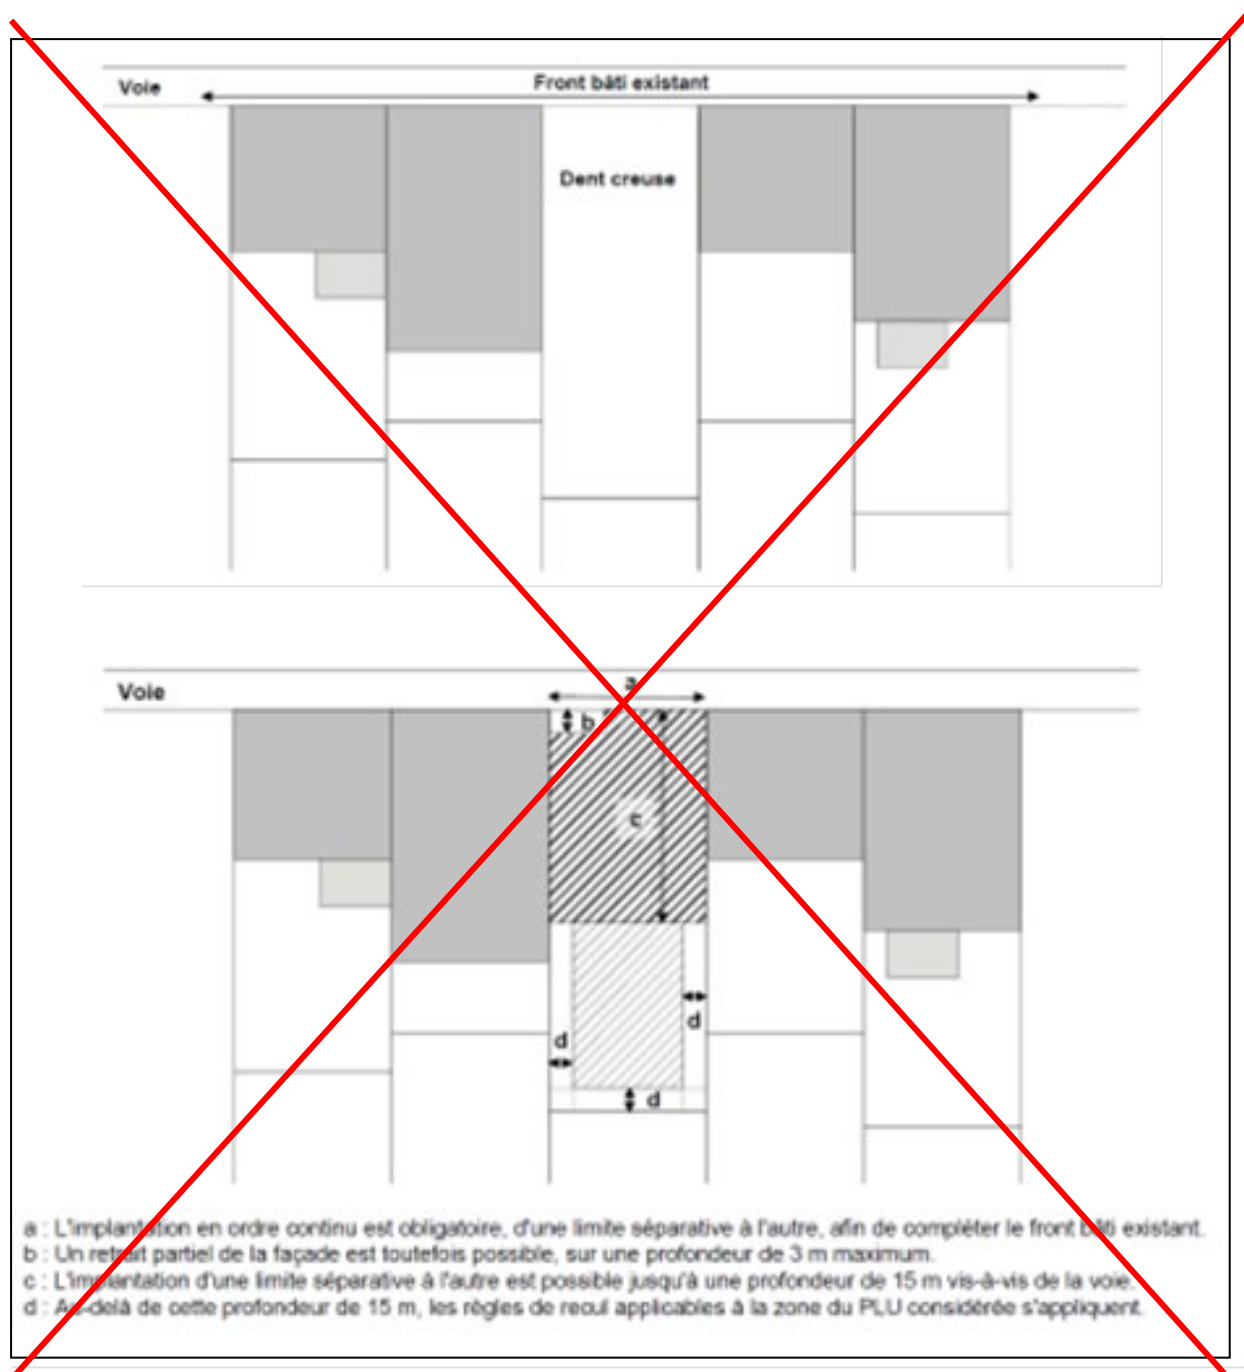 Voie
Front bâti existant
Dent creuse
Voie
a
b
c
d
d
d
a : L'implantation en ordre continu est obligatoire, d'une limite séparative à l'autre, afin de compléter le front bâti existant.
b : Un retrait partiel de la façade est toutefois possible, sur une profondeur de 3 m maximum.
c : L'implantation d'une limite séparative à l'autre est possible jusqu'à une profondeur de 15 m vis-à-vis de la voie.
d : Au-delà de cette profondeur de 15 m, les règles de recul applicables à la zone du PLU considérée s'appliquent.